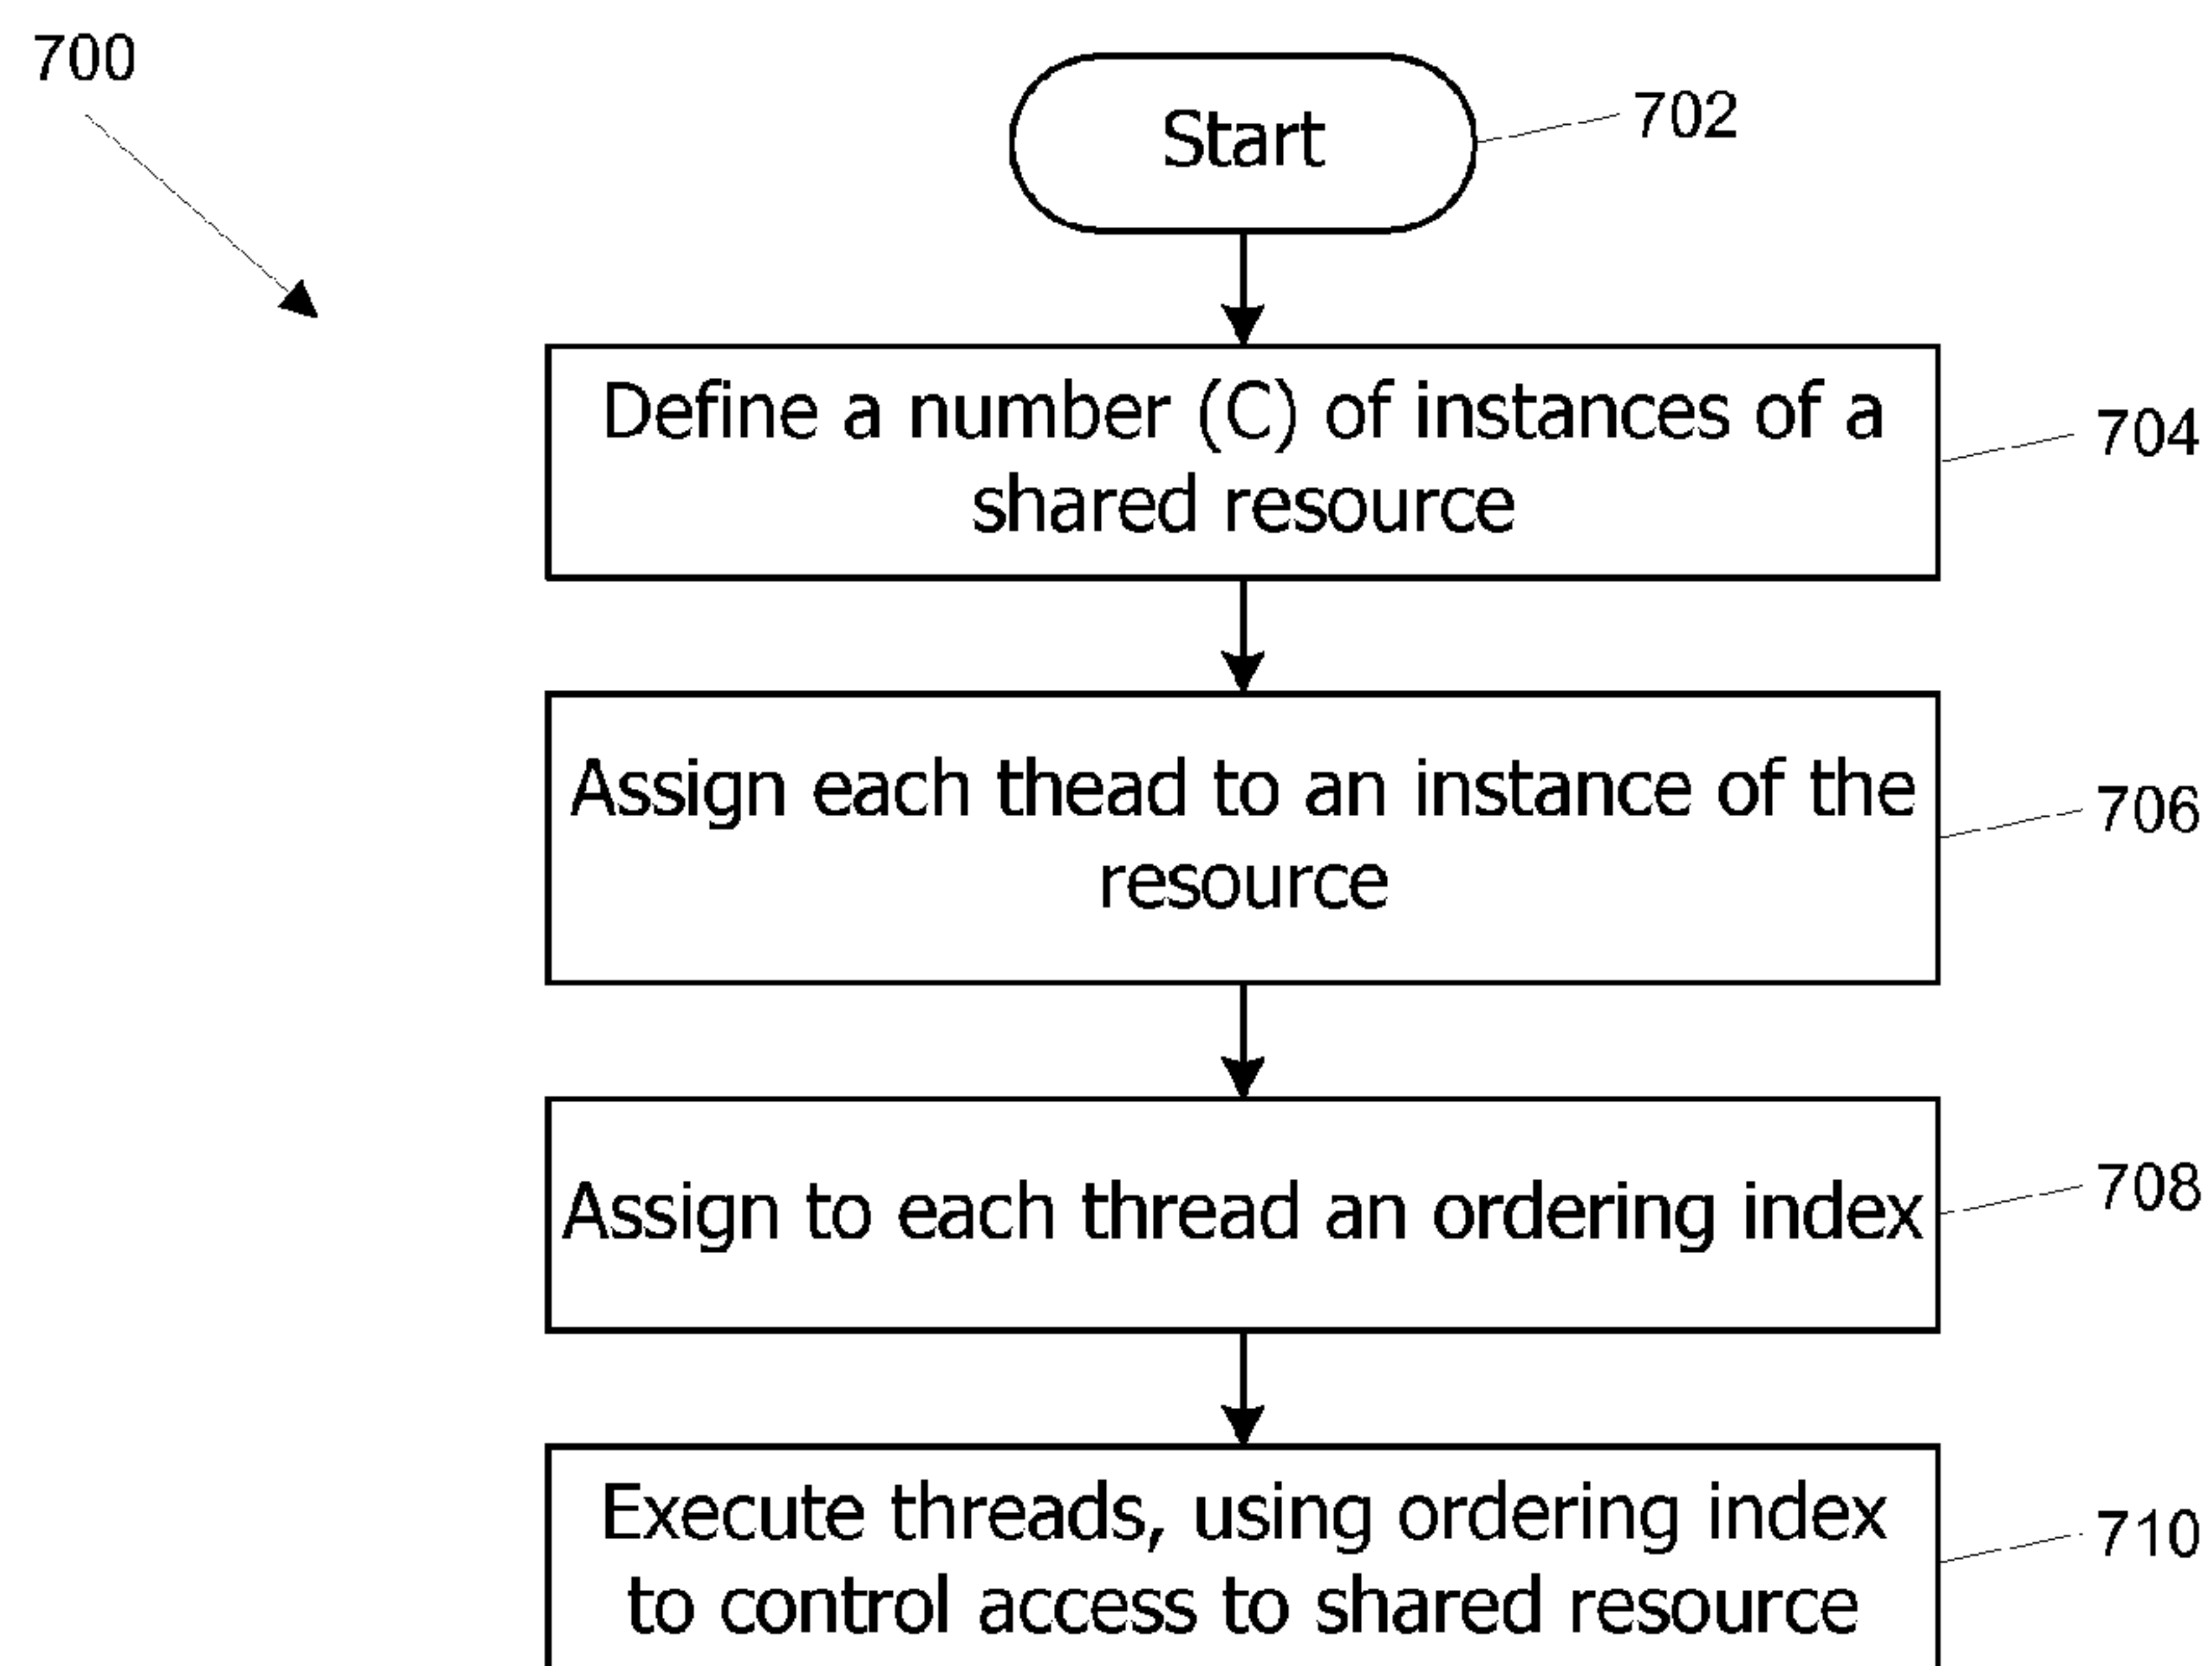 700
Start
702
Define a number (C) of instances of a
shared resource
704
Assign each thead to an instance of the
resource
706
Assign to each thread an ordering index
708
Execute threads, using ordering index
to control access to shared resource
710